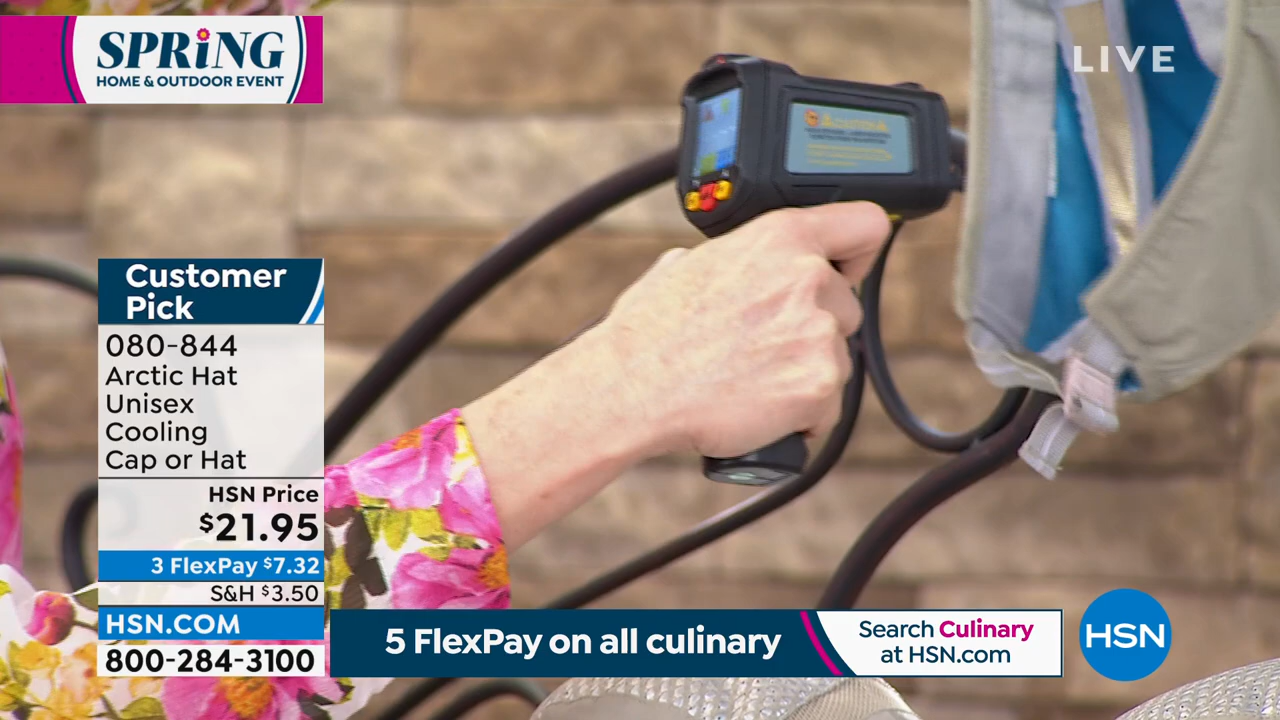 SPRING
HOME & OUTDOOR EVENT
LIVE
Customer
Pick
080-844
Arctic Hat
Unisex
Cooling
Cap or Hat
HSN Price
$21.95
3 FlexPay $7.32
S&H $3.50
HSN.COM
800-284-3100
5 FlexPay on all culinary
Search Culinary
at HSN.com
HSN